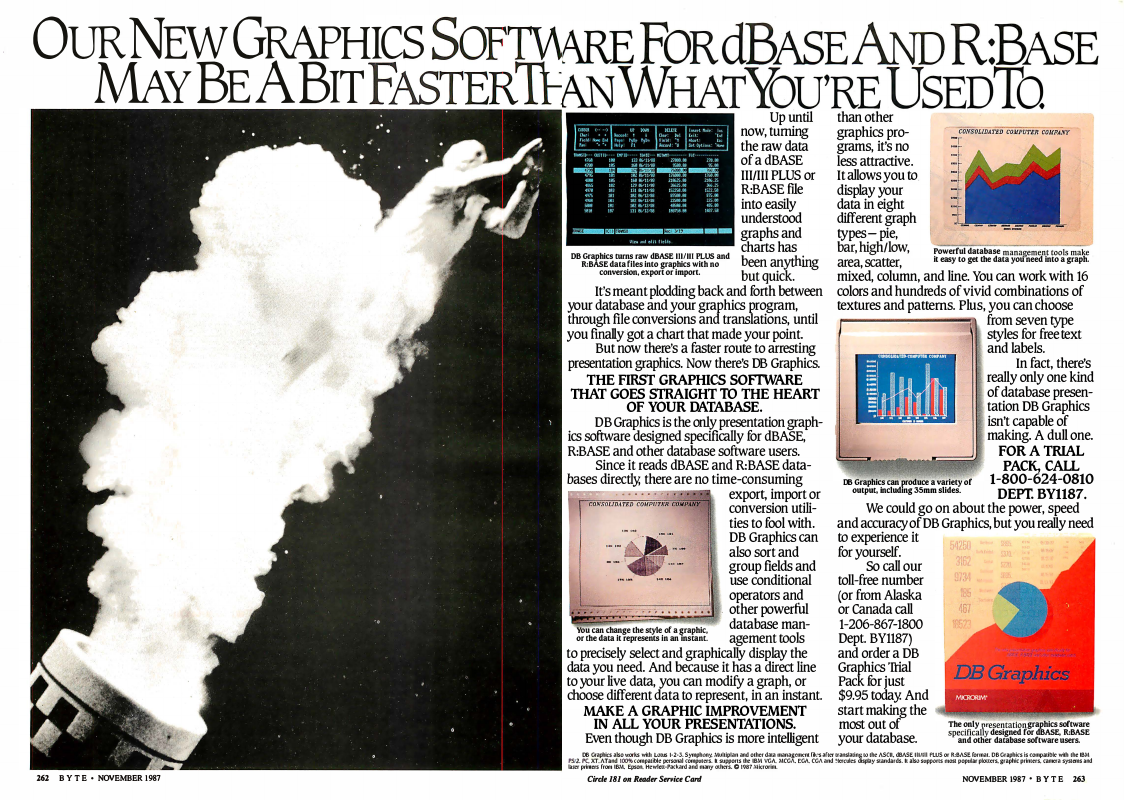 OUR NEW GRAPHICS SOFTWARE FOR dBASE AND R:BASE
MAY BE A BIT FASTER THAN WHAT YOU'RE USED TO.
DB Graphics turns raw dBASE III/III PLUS and
R:BASE data files into graphics with no
conversion, export or import.
Up until
now, turning
the raw data
of a dBASE
III/III PLUS or
R:BASE file
into easily
understood
graphs and
charts has
been anything
but quick.
It's meant plodding back and forth between
your database and your graphics program,
through file conversions and translations, until
you finally got a chart that made your point.
But now there's a faster route to arresting
presentation graphics. Now there's DB Graphics.
THE FIRST GRAPHICS SOFTWARE
THAT GOES STRAIGHT TO THE HEART
OF YOUR DATABASE.
DB Graphics is the only presentation graph-
ics software designed specifically for dBASE,
R:BASE and other database software users.
Since it reads dBASE and R:BASE data-
bases directly, there are no time-consuming
export, import or
conversion utili-
ties to fool with.
DB Graphics can
also sort and
group fields and
use conditional
operators and
other powerful
database man-
agement tools
CONSOLIDATED COMPUTER COMPANY
You can change the style of a graphic,
or the data it represents in an instant.
to precisely select and graphically display the
data you need. And because it has a direct line
to your live data, you can modify a graph, or
choose different data to represent, in an instant.
MAKE A GRAPHIC IMPROVEMENT
IN ALL YOUR PRESENTATIONS.
Even though DB Graphics is more intelligent
than other
graphics pro-
grams, it's no
less attractive.
It allows you to
display your
data in eight
different graph
types – pie,
bar, high/low,
area, scatter,
CONSOLIDATED COMPUTER COMPANY
Powerful database management tools make
it easy to get the data you need into a graph.
mixed, column, and line. You can work with 16
colors and hundreds of vivid combinations of
textures and patterns. Plus, you can choose
from seven type
styles for free text
and labels.
In fact, there's
really only one kind
of database presen-
tation DB Graphics
isn't capable of
making. A dull one.
CONSOLIDATED COMPUTER COMPANY
DB Graphics can produce a variety of
output, including 35mm slides.
FOR A TRIAL
PACK, CALL
1-800-624-0810
DEPT. BY1187.
We could go on about the power, speed
and accuracy of DB Graphics, but you really need
to experience it
for yourself.
So call our
toll-free number
(or from Alaska
or Canada call
1-206-867-1800
Dept. BY1187)
and order a DB
Graphics Trial
Pack for just
$9.95 today. And
start making the
most out of
your database.
DB Graphics
MICRORIM
The only presentation graphics software
specifically designed for dBASE, R:BASE
and other database software users.
DB Graphics also works with Lotus 1-2-3, Symphony, Multiplan and other data management files after translating to the ASCII, dBASE III/III PLUS or R:BASE format. DB Graphics is compatible with the IBM
PS/2, PC, XT, AT and 100% compatible personal computers. It supports the IBM VGA, MCGA, EGA, CGA and Hercules display standards. It also supports most popular plotters, graphic printers, camera systems and
laser printers from IBM, Epson, Hewlett-Packard and many others. © 1987 Microrim.
262 BYTE • NOVEMBER 1987
Circle 181 on Reader Service Card
NOVEMBER 1987 • BYTE 263